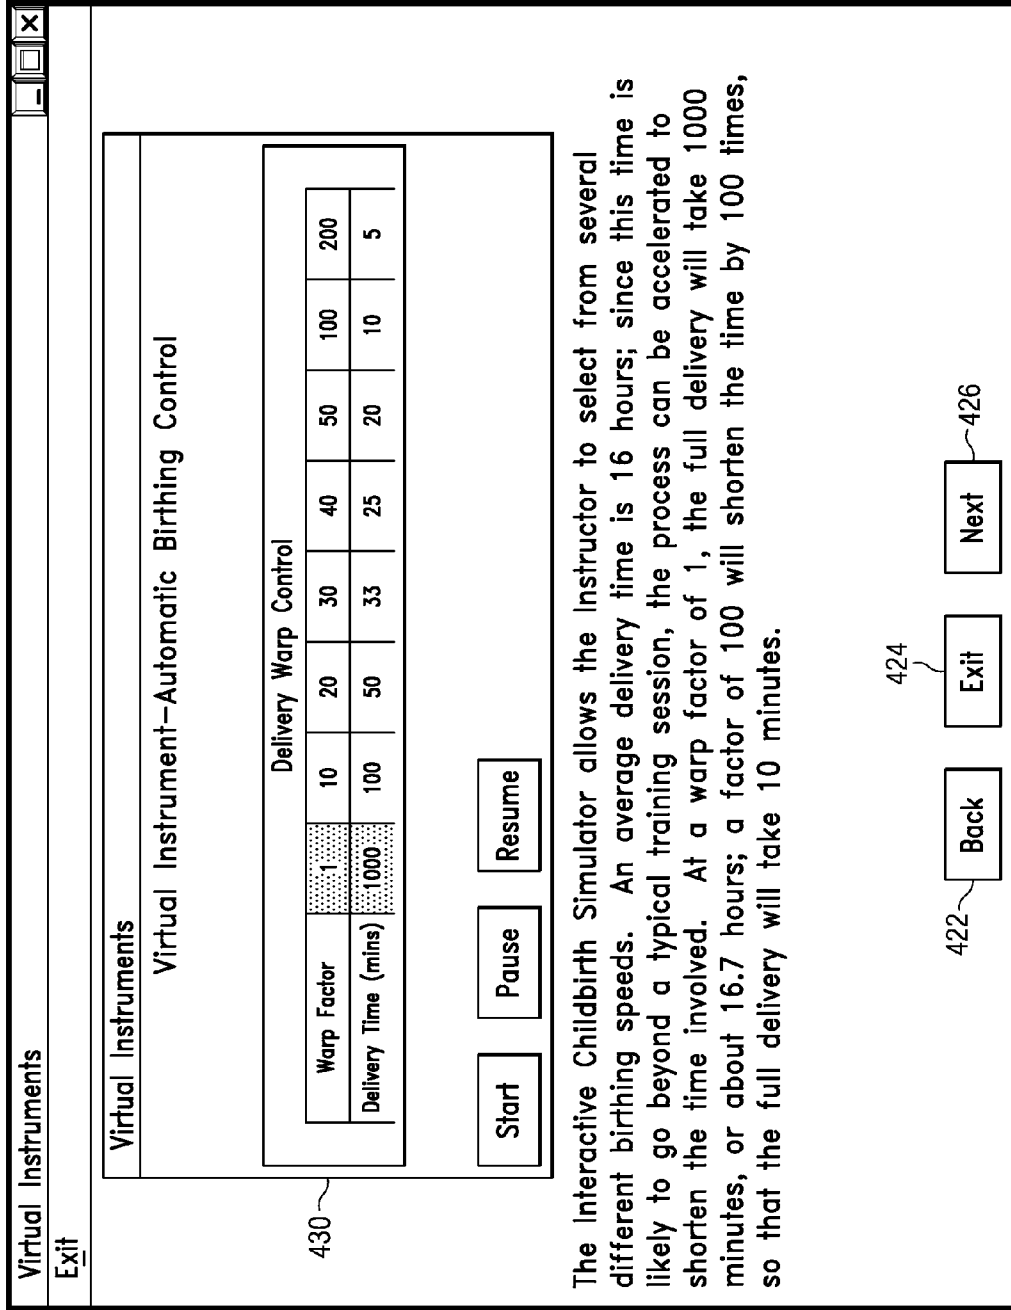 Virtual Instruments
Exit
Virtual Instruments
Virtual Instrument-Automatic Birthing Control
430
Delivery Warp Control
Warp Factor 1 10 20 30 40 50 100 200
Delivery Time (mins) 1000 100 50 33 25 20 10 5
Start Pause Resume
The Interactive Childbirth Simulator allows the Instructor to select from several
different birthing speeds. An average delivery time is 16 hours; since this time is
likely to go beyond a typical training session, the process can be accelerated to
shorten the time involved. At a warp factor of 1, the full delivery will take 1000
minutes, or about 16.7 hours; a factor of 100 will shorten the time by 100 times,
so that the full delivery will take 10 minutes.
424
422 Back Exit Next 426